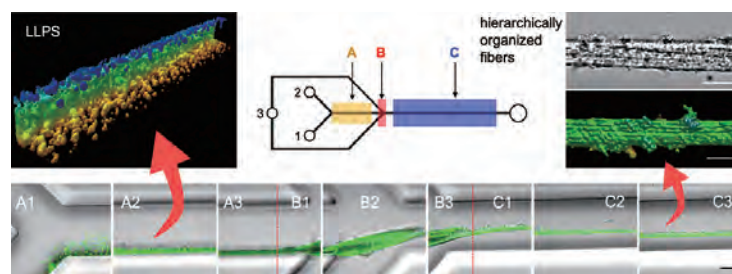 LLPS
hierarchically
organized
fibers
A
B
C
2
3
1
A1
A2
A3
B1
B2
B3
C1
C2
C3